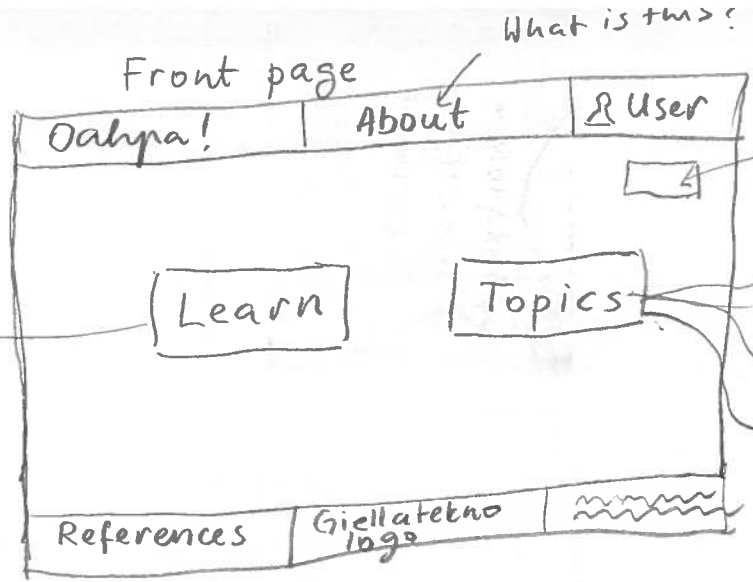 What is this?
Front page
Oahpa!
About
User
Learn
Topics
References
Giellatekno
logo